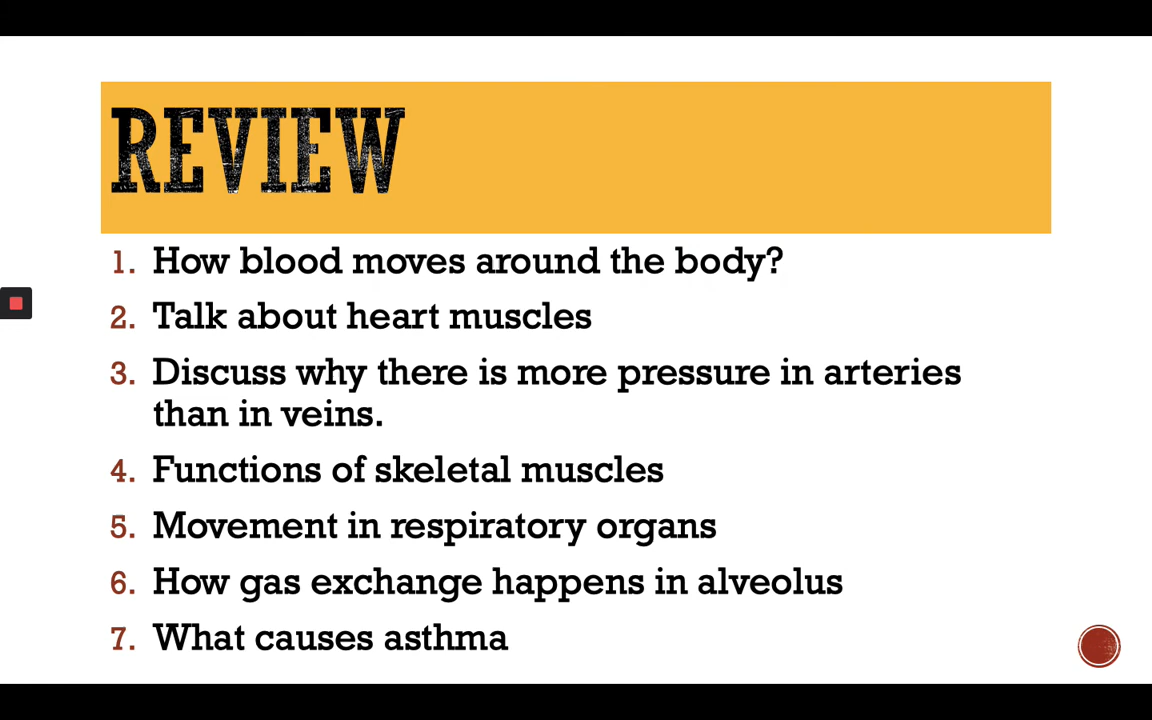 REVIEW
1. How blood moves around the body?
2. Talk about heart muscles
3. Discuss why there is more pressure in arteries
than in veins.
4. Functions of skeletal muscles
5. Movement in respiratory organs
6. How gas exchange happens in alveolus
7. What causes asthma